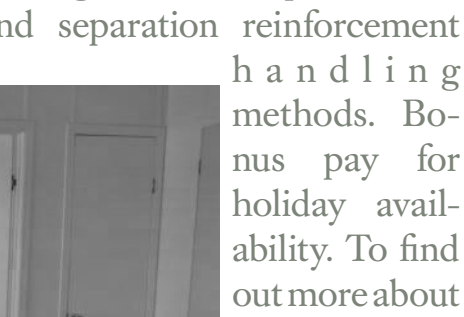 nd separation reinforcement
handling
methods. Bo-
nus pay for
holiday avail-
ability. To find
out more about